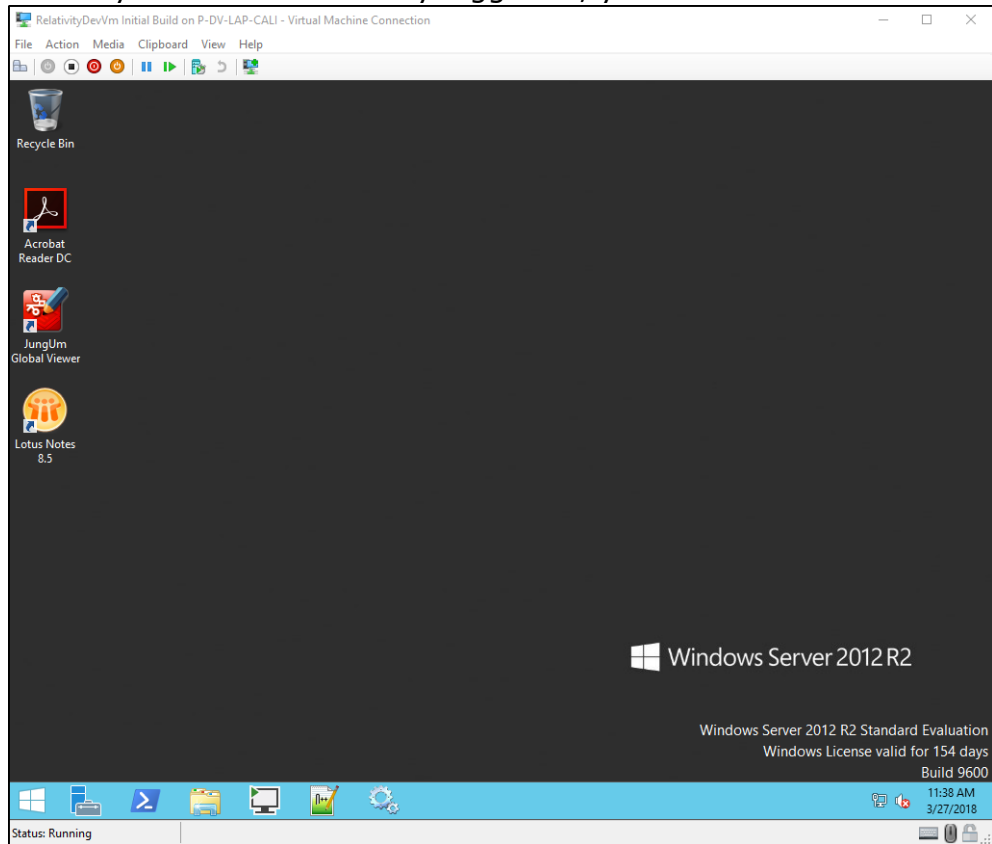 RelativityDevVm Initial Build on P-DV-LAP-CALI - Virtual Machine Connection
File Action Media Clipboard View Help
Recycle Bin
Acrobat
Reader DC
JungUm
Global Viewer
Lotus Notes
8.5
Windows Server 2012 R2
Windows Server 2012 R2 Standard Evaluation
Windows License valid for 154 days
Build 9600
11:38 AM
3/27/2018
Status: Running